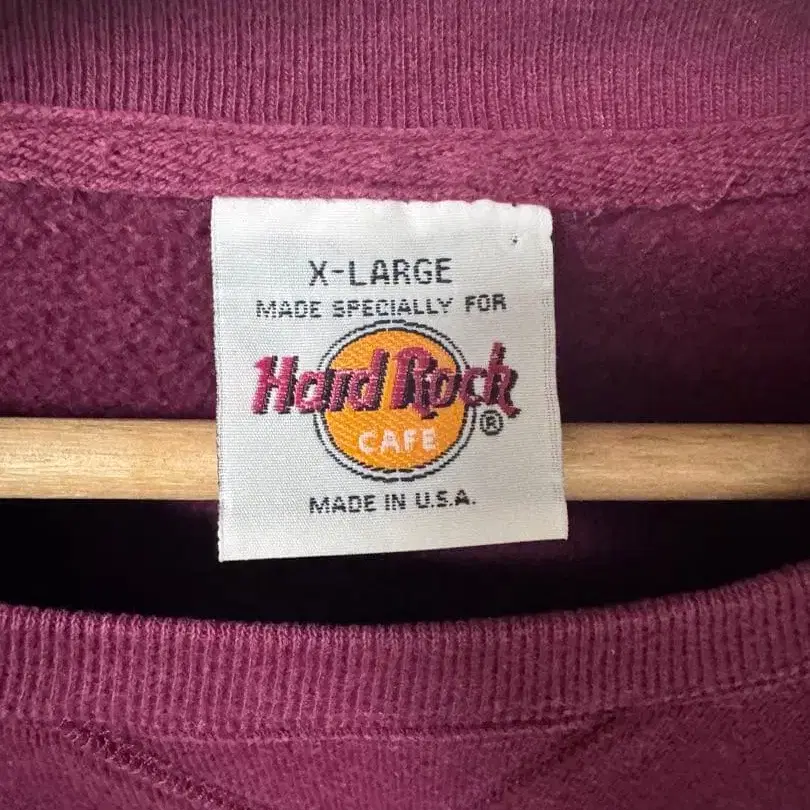 X-LARGE
MADE SPECIALLY FOR
Hard Rock
CAFE ®
MADE IN U.S.A.